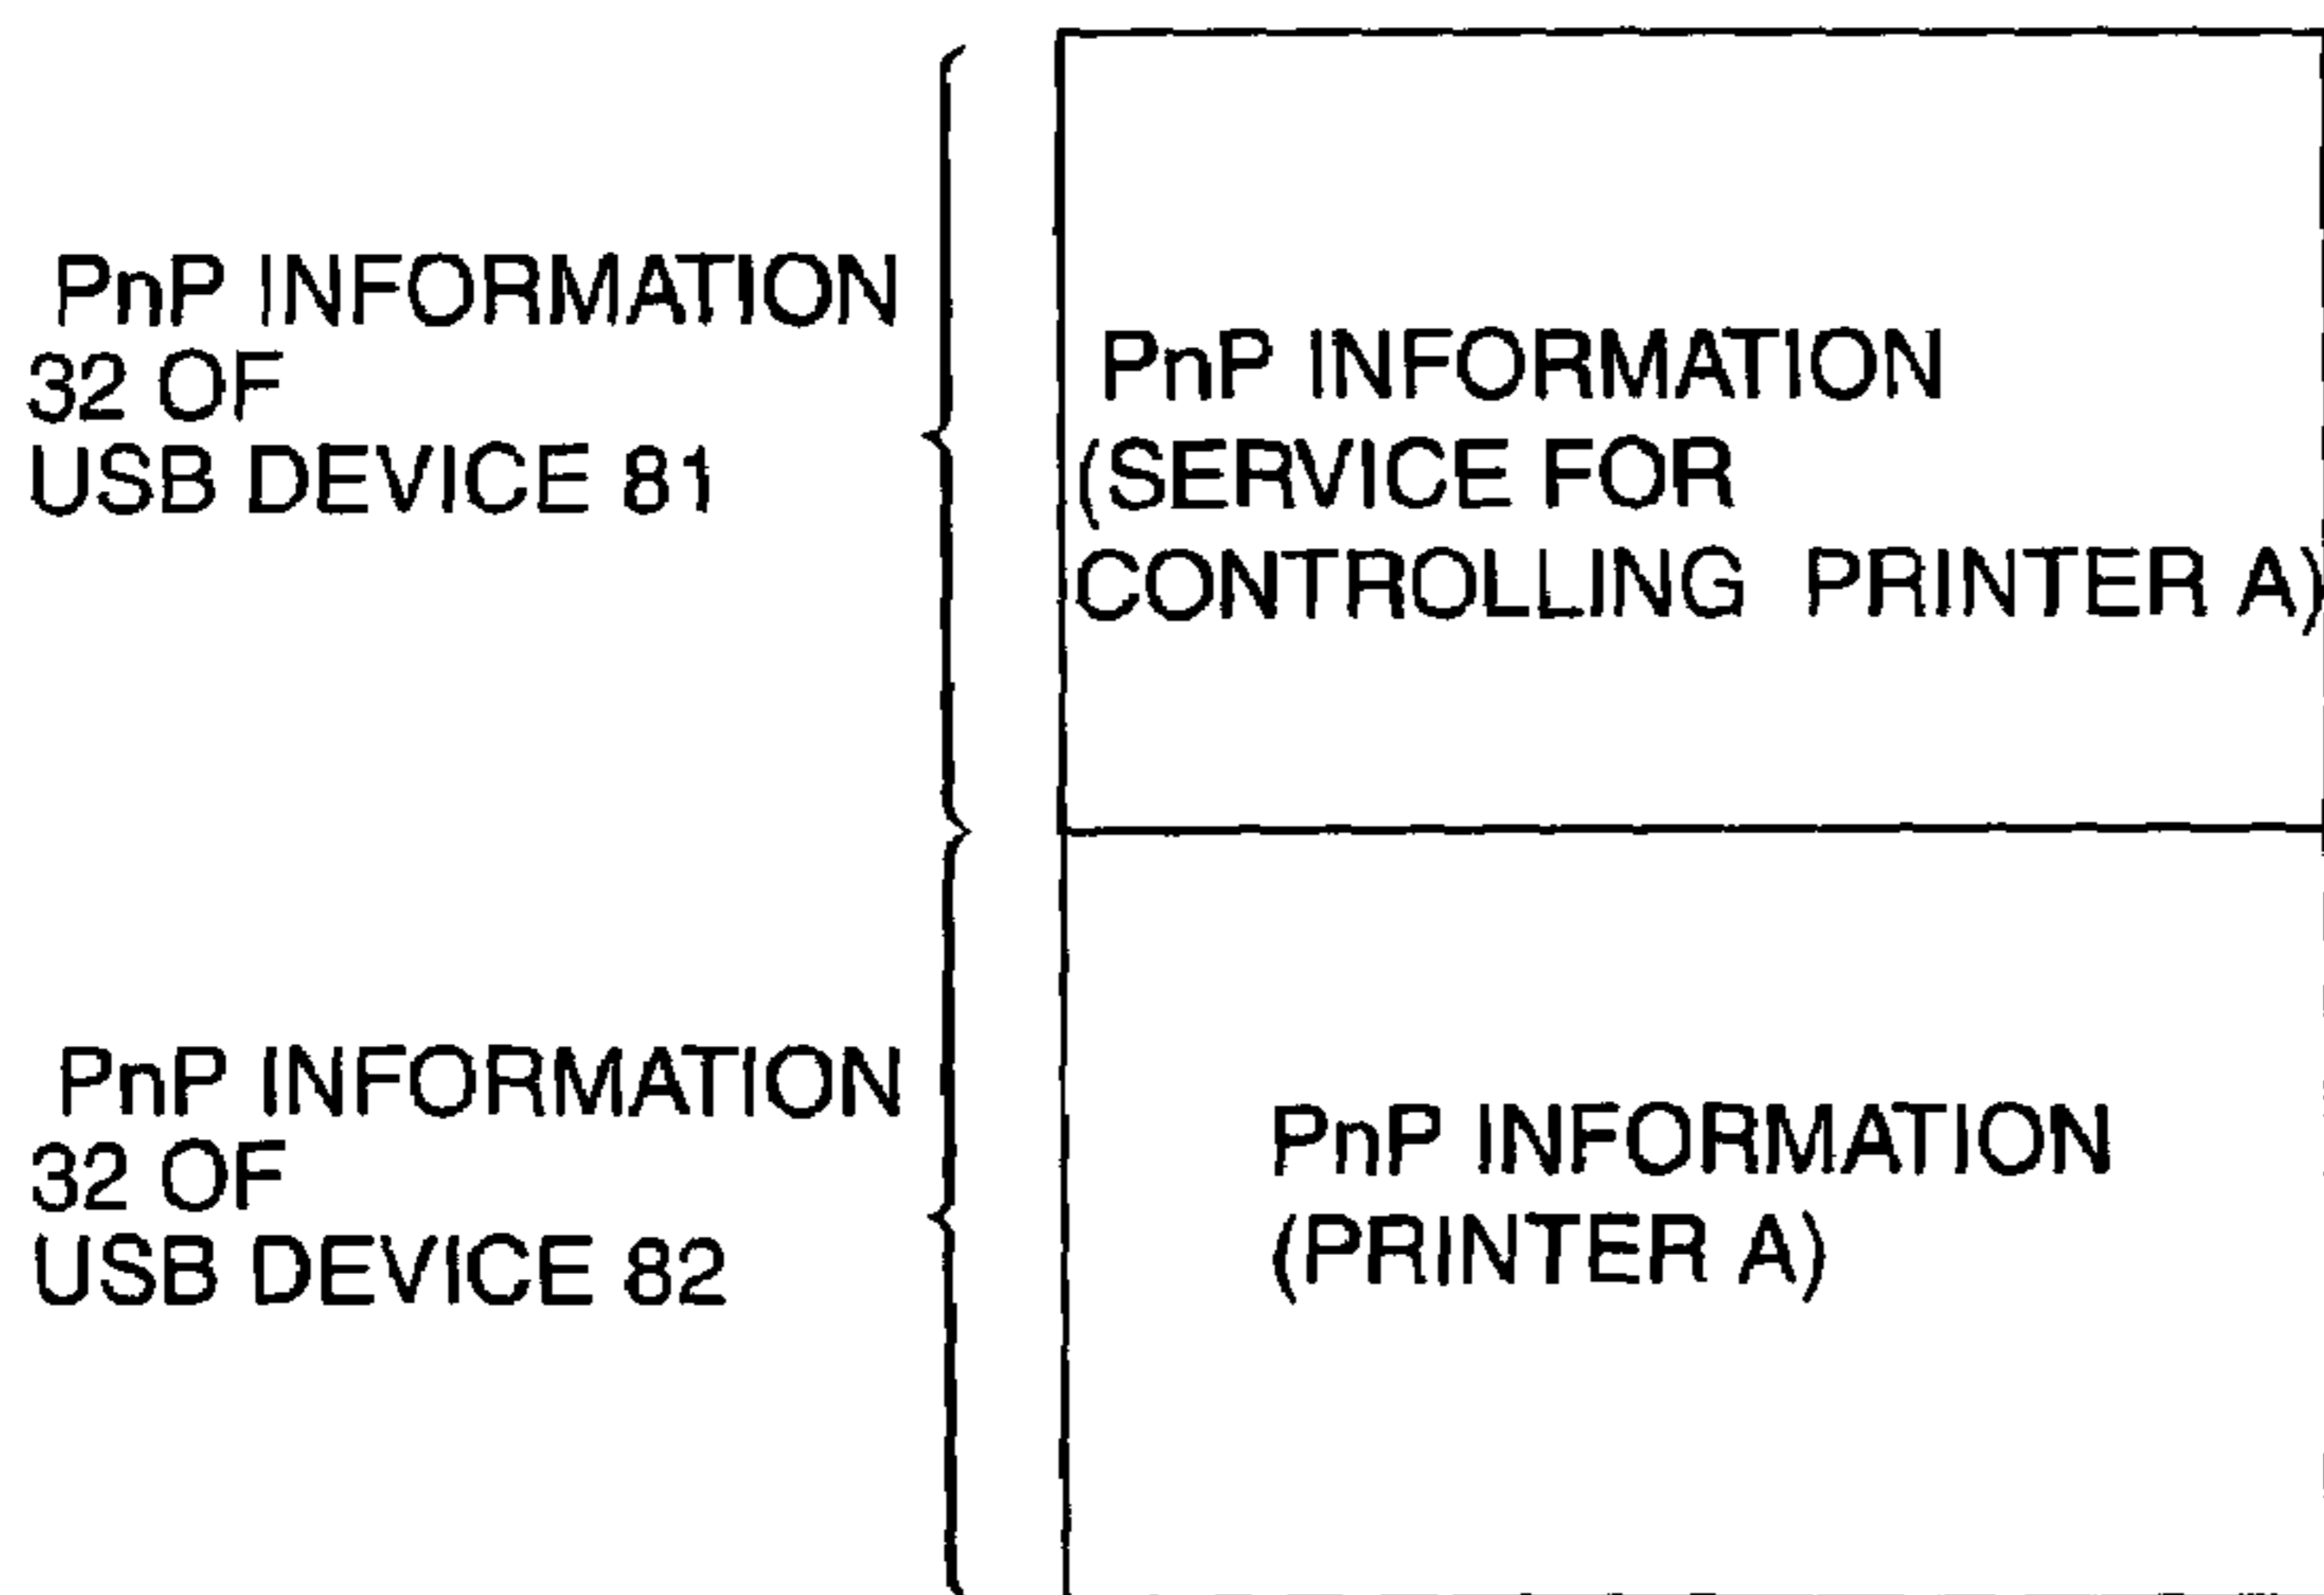 PnP INFORMATION
32 OF
USB DEVICE 81
PnP INFORMATION
(SERVICE FOR
CONTROLLING PRINTER A)
PnP INFORMATION
32 OF
USB DEVICE 82
PnP INFORMATION
(PRINTER A)